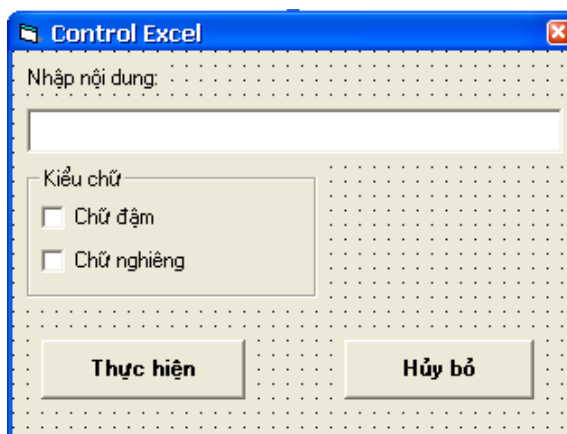 Control Excel
Nhập nội dung:
Kiểu chữ
Chữ đậm
Chữ nghiêng
Thực hiện
Hủy bỏ